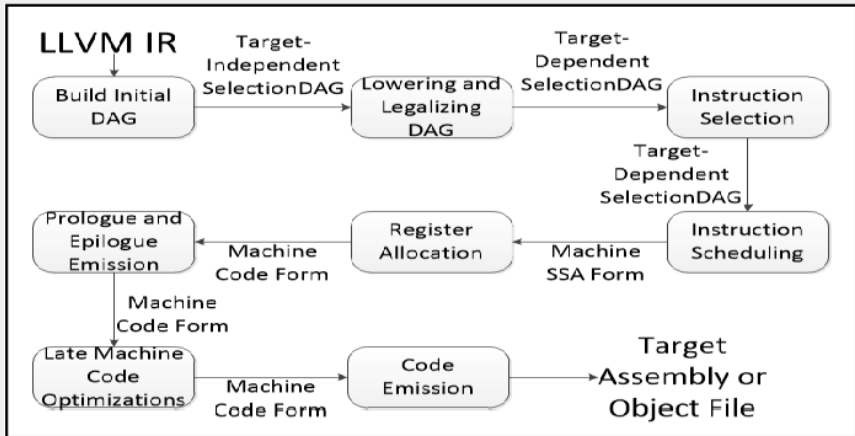 LLVM IR
Target-
Independent
SelectionDAG
Target-
Dependent
SelectionDAG
Build Initial
DAG
Lowering and
Legalizing
DAG
Instruction
Selection
Target-
Dependent
SelectionDAG
Prologue and
Epilogue
Emission
Machine
Code Form
Register
Allocation
Machine
SSA Form
Instruction
Scheduling
Machine
Code Form
Late Machine
Code
Optimizations
Machine
Code Form
Code
Emission
Target
Assembly or
Object File